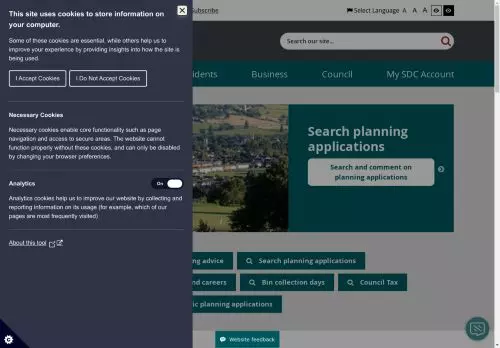 This site uses cookies to store information on
your computer.
Some of these cookies are essential, while others help us to
improve your experience by providing insights into how the site is
being used.
I Accept Cookies
I Do Not Accept Cookies
Necessary Cookies
Necessary cookies enable core functionality such as page
navigation and access to secure areas. The website cannot
function properly without these cookies, and can only be disabled
by changing your browser preferences.
Analytics
On
Analytics cookies help us to improve our website by collecting and
reporting information on its usage (for example, which of our
pages are most frequently visited)
About this tool
Subscribe
Select Language A A A
Search our site...
Business
Council
My SDC Account
Search planning
applications
Search and comment on
planning applications
advice
Search planning applications
careers
Bin collection days
Council Tax
planning applications
Website feedback